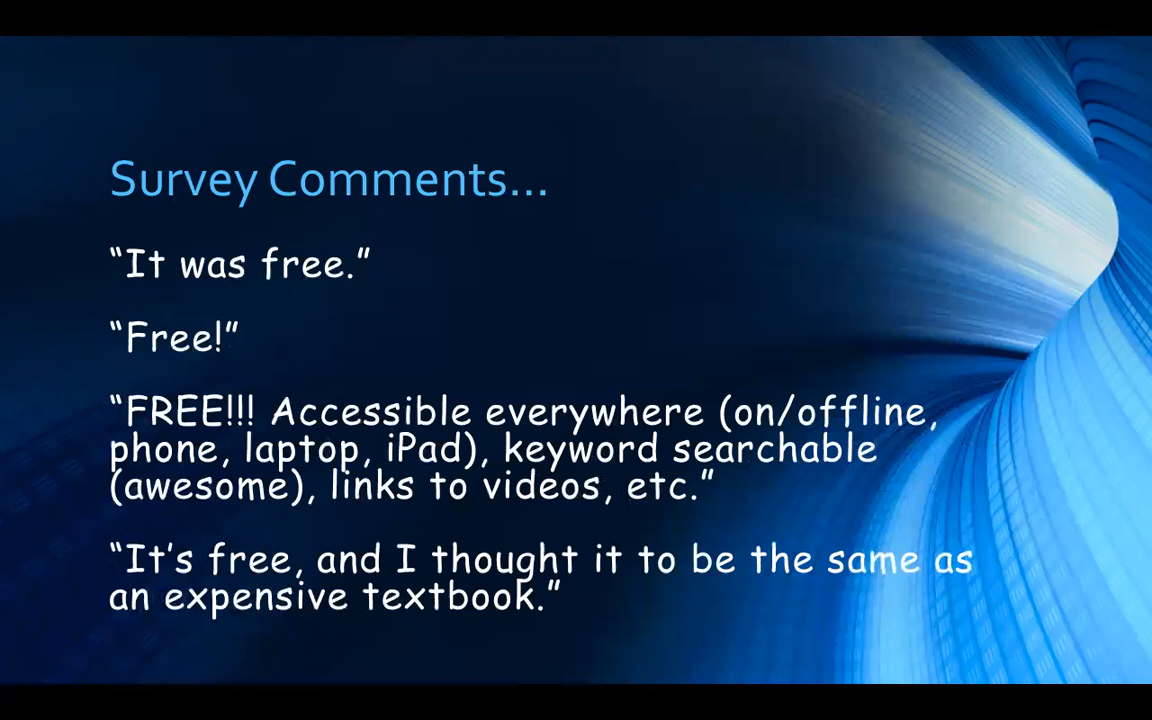 Survey Comments...
“It was free.”
“Free!”
“FREE!!! Accessible everywhere (on/offline,
phone, laptop, iPad), keyword searchable
(awesome), links to videos, etc.”
“It’s free, and I thought it to be the same as
an expensive textbook.”